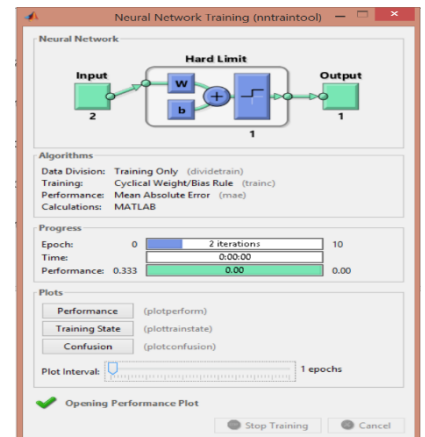 Neural Network Training (nntraintool)
Neural Network
Hard Limit
Input
Output
W
b
+
2
1
1
Algorithms
Data Division: Training Only (dividetrain)
Training: Cyclical Weight/Bias Rule (trainc)
Performance: Mean Absolute Error (mae)
Calculations: MATLAB
Progress
Epoch: 0 2 iterations 10
Time: 0:00:00
Performance: 0.333 0.00 0.00
Plots
Performance (plotperform)
Training State (plottrainstate)
Confusion (plotconfusion)
Plot Interval: 1 epochs
Opening Performance Plot
Stop Training Cancel